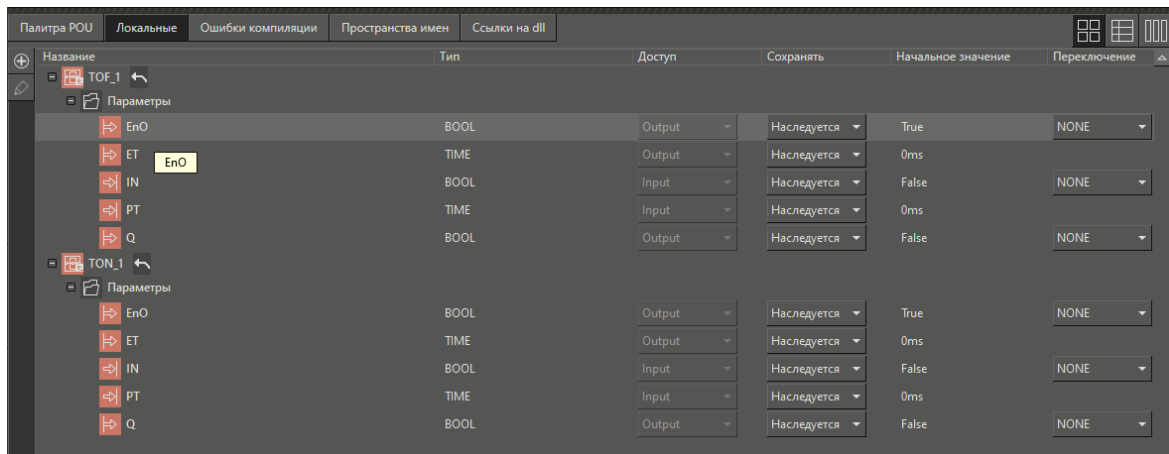 Палитра POU Локальные Ошибки компиляции Пространства имен Ссылки на dll
Название Тип Доступ Сохранять Начальное значение Переключение
TOF_1
Параметры
EnO BOOL Output Наследуется True NONE
ET TIME Output Наследуется 0ms
EnO
IN BOOL Input Наследуется False NONE
PT TIME Input Наследуется 0ms
Q BOOL Output Наследуется False NONE
TON_1
Параметры
EnO BOOL Output Наследуется True NONE
ET TIME Output Наследуется 0ms
IN BOOL Input Наследуется False NONE
PT TIME Input Наследуется 0ms
Q BOOL Output Наследуется False NONE